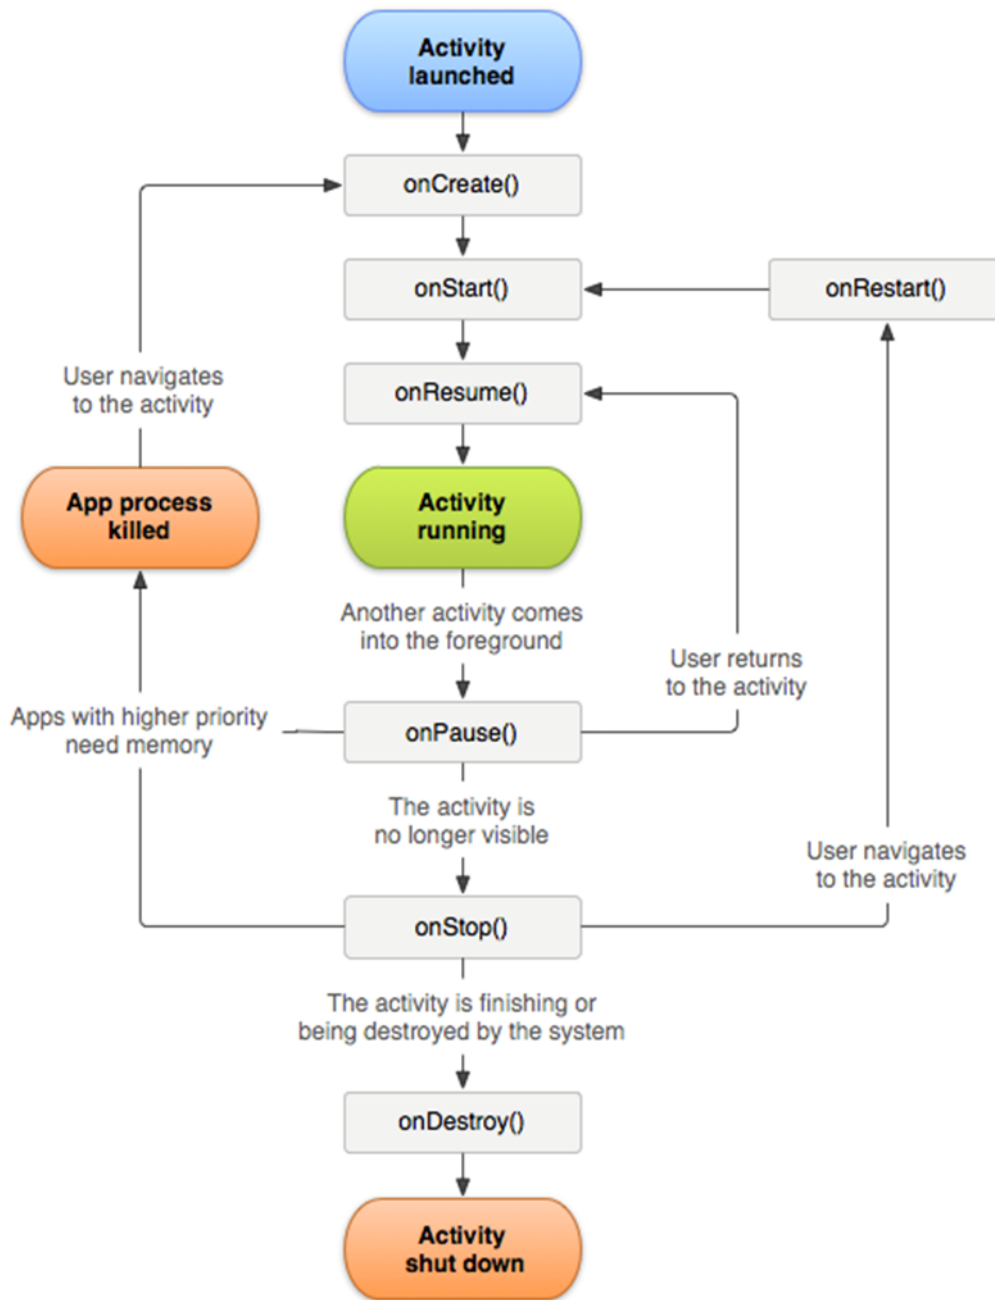 Activity
launched
onCreate()
onStart()
onRestart()
User navigates
to the activity
onResume()
App process
killed
Activity
running
Another activity comes
into the foreground
User returns
to the activity
Apps with higher priority
need memory
onPause()
The activity is
no longer visible
User navigates
to the activity
onStop()
The activity is finishing or
being destroyed by the system
onDestroy()
Activity
shut down